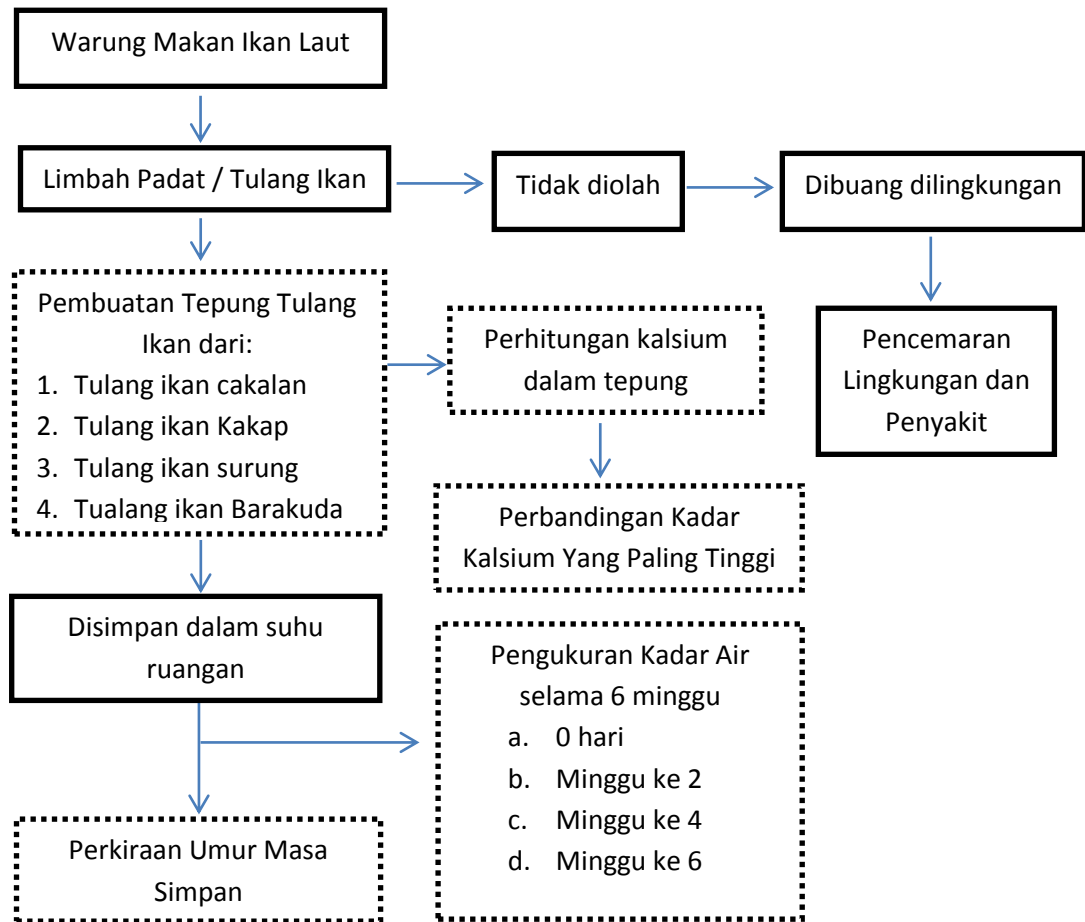 Warung Makan Ikan Laut
Limbah Padat / Tulang Ikan
Tidak diolah
Dibuang dilingkungan
Pembuatan Tepung Tulang
Ikan dari:
1. Tulang ikan cakalan
2. Tulang ikan Kakap
3. Tulang ikan surung
4. Tualang ikan Barakuda
Perhitungan kalsium
dalam tepung
Pencemaran
Lingkungan dan
Penyakit
Perbandingan Kadar
Kalsium Yang Paling Tinggi
Disimpan dalam suhu
ruangan
Pengukuran Kadar Air
selama 6 minggu
a. 0 hari
b. Minggu ke 2
c. Minggu ke 4
d. Minggu ke 6
Perkiraan Umur Masa
Simpan